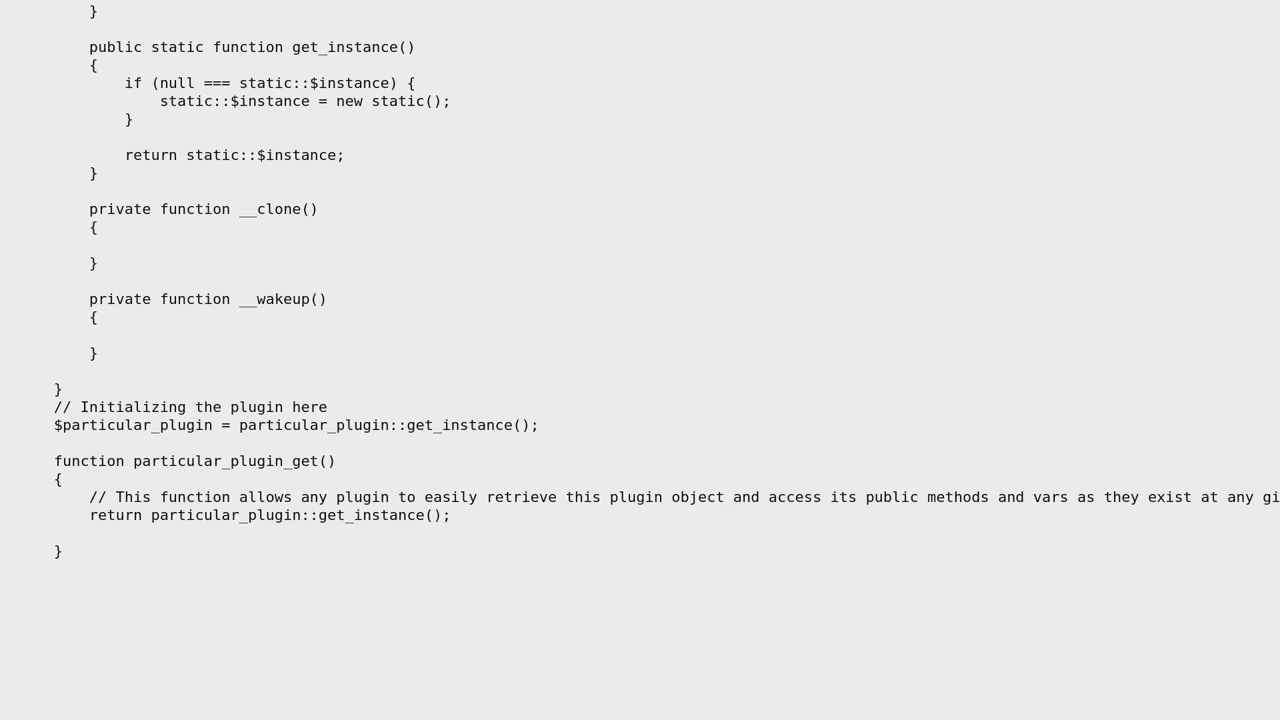 }

    public static function get_instance()
    {
        if (null === static::$instance) {
            static::$instance = new static();
        }

        return static::$instance;
    }

    private function __clone()
    {

    }

    private function __wakeup()
    {

    }

}
// Initializing the plugin here
$particular_plugin = particular_plugin::get_instance();

function particular_plugin_get()
{
    // This function allows any plugin to easily retrieve this plugin object and access its public methods and vars as they exist at any gi
    return particular_plugin::get_instance();

}